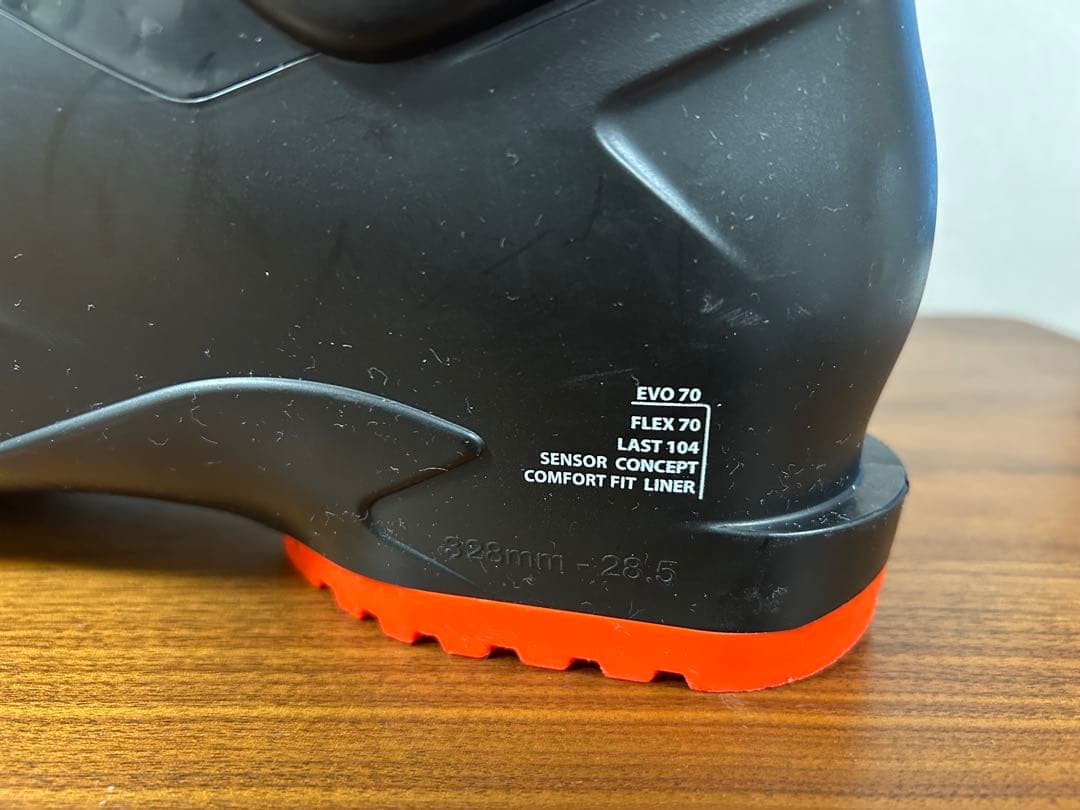 EVO 70
FLEX 70
LAST 104
SENSOR CONCEPT
COMFORT FIT LINER
328mm - 28.5